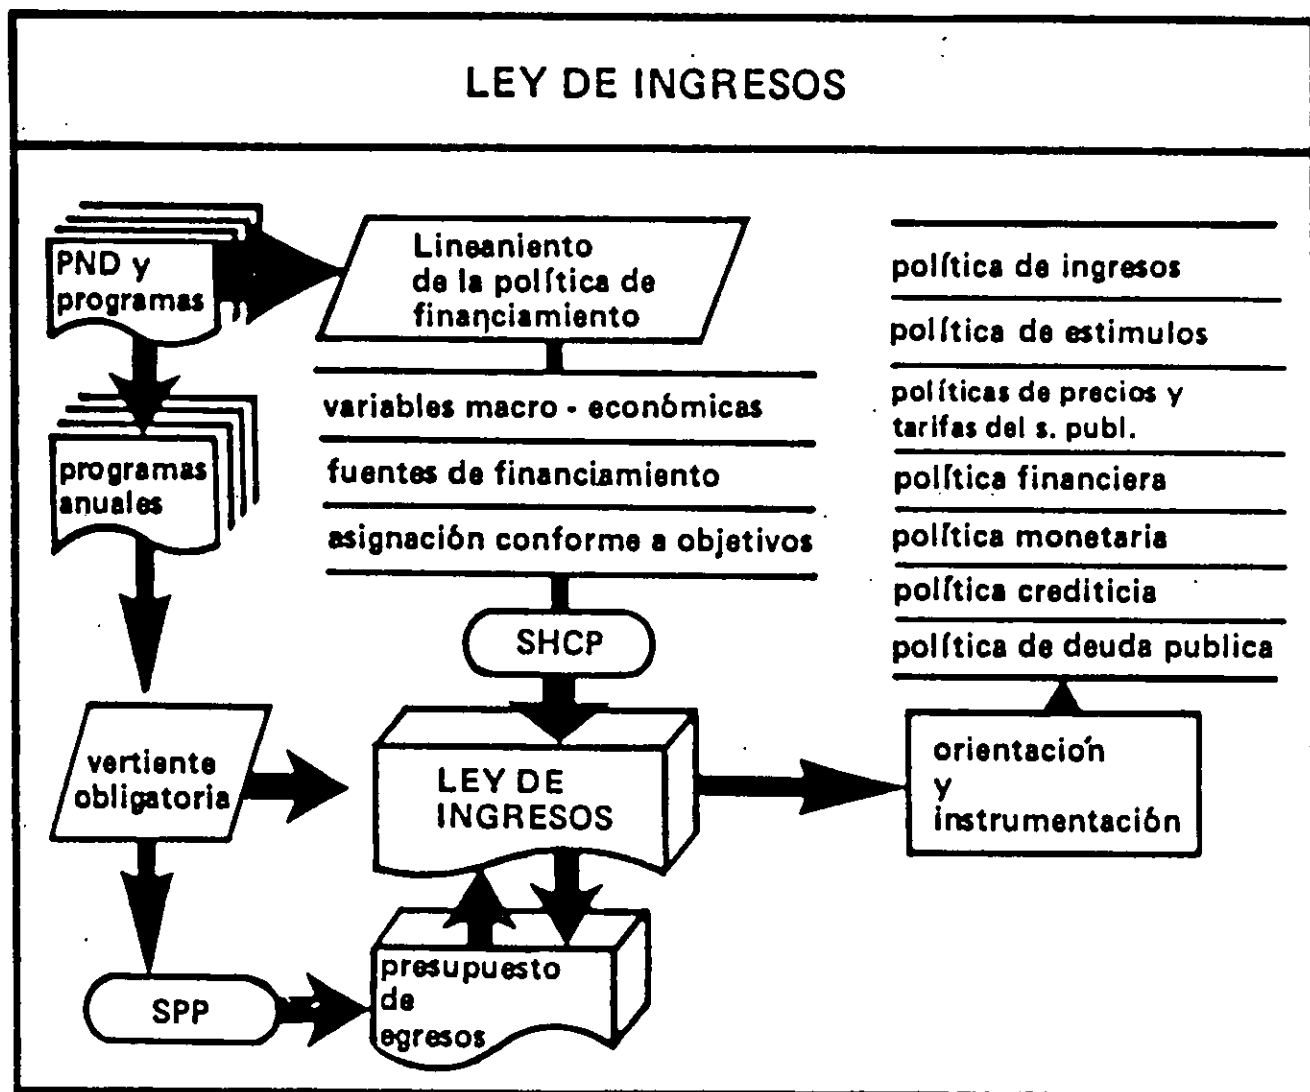 LEY DE INGRESOS
PND y
programas
Lineaniento
de la política de
financiamiento
variables macro - económicas
fuentes de financiamiento
asignación conforme a objetivos
SHCP
programas
anuales
vertiente
obligatoria
SPP
LEY DE
INGRESOS
presupuesto
de
egresos
política de ingresos
política de estimulos
políticas de precios y
tarifas del s. publ.
política financiera
política monetaria
política crediticia
política de deuda publica
orientación
y
instrumentación